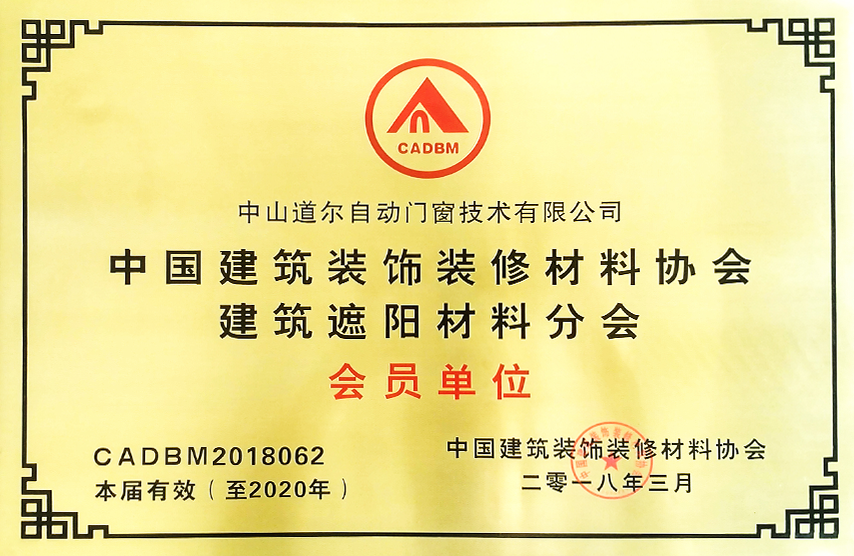 CADBM
中山道尔自动门窗技术有限公司
中国建筑装饰装修材料协会
建筑遮阳材料分会
会员单位
CADBM2018062
本届有效（至2020年）
中国建筑装饰装修材料协会
二零一八年三月